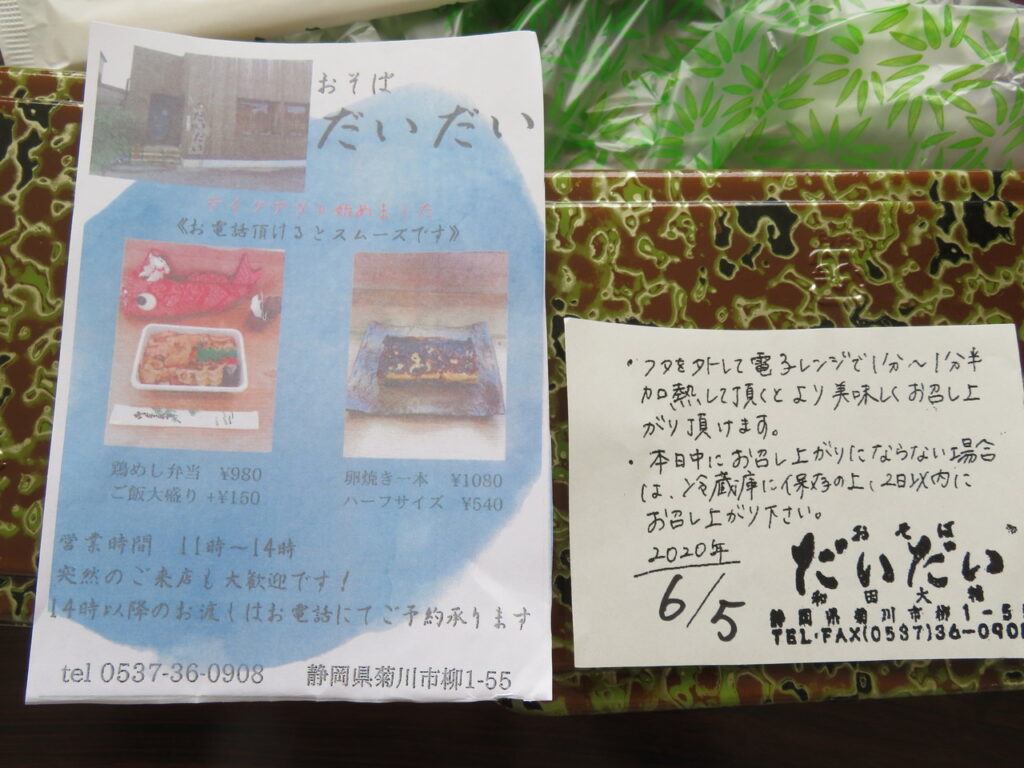 おそば
だいだい
テイクアウト始めました
《お電話頂けるとスムーズです》
鶏めし弁当 ¥980
ご飯大盛り +¥150
卵焼き一本 ¥1080
ハーフサイズ ¥540
営業時間 11時～14時
突然のご来店も大歓迎です!
14時以降のお渡しはお電話にてご予約承ります
tel 0537-36-0908 静岡県菊川市柳1-55
・フタを外して電子レンジで1分～1分半
加熱して頂くとより美味しくお召し上
がり頂けます。
・本日中にお召し上がりにならない場合
は、冷蔵庫に保存の上、2日以内に
お召し上がり下さい。
2020年
6/5
おそば
だいだい
和田大輔
静岡県菊川市柳1-5
TEL・FAX(0537)36-090